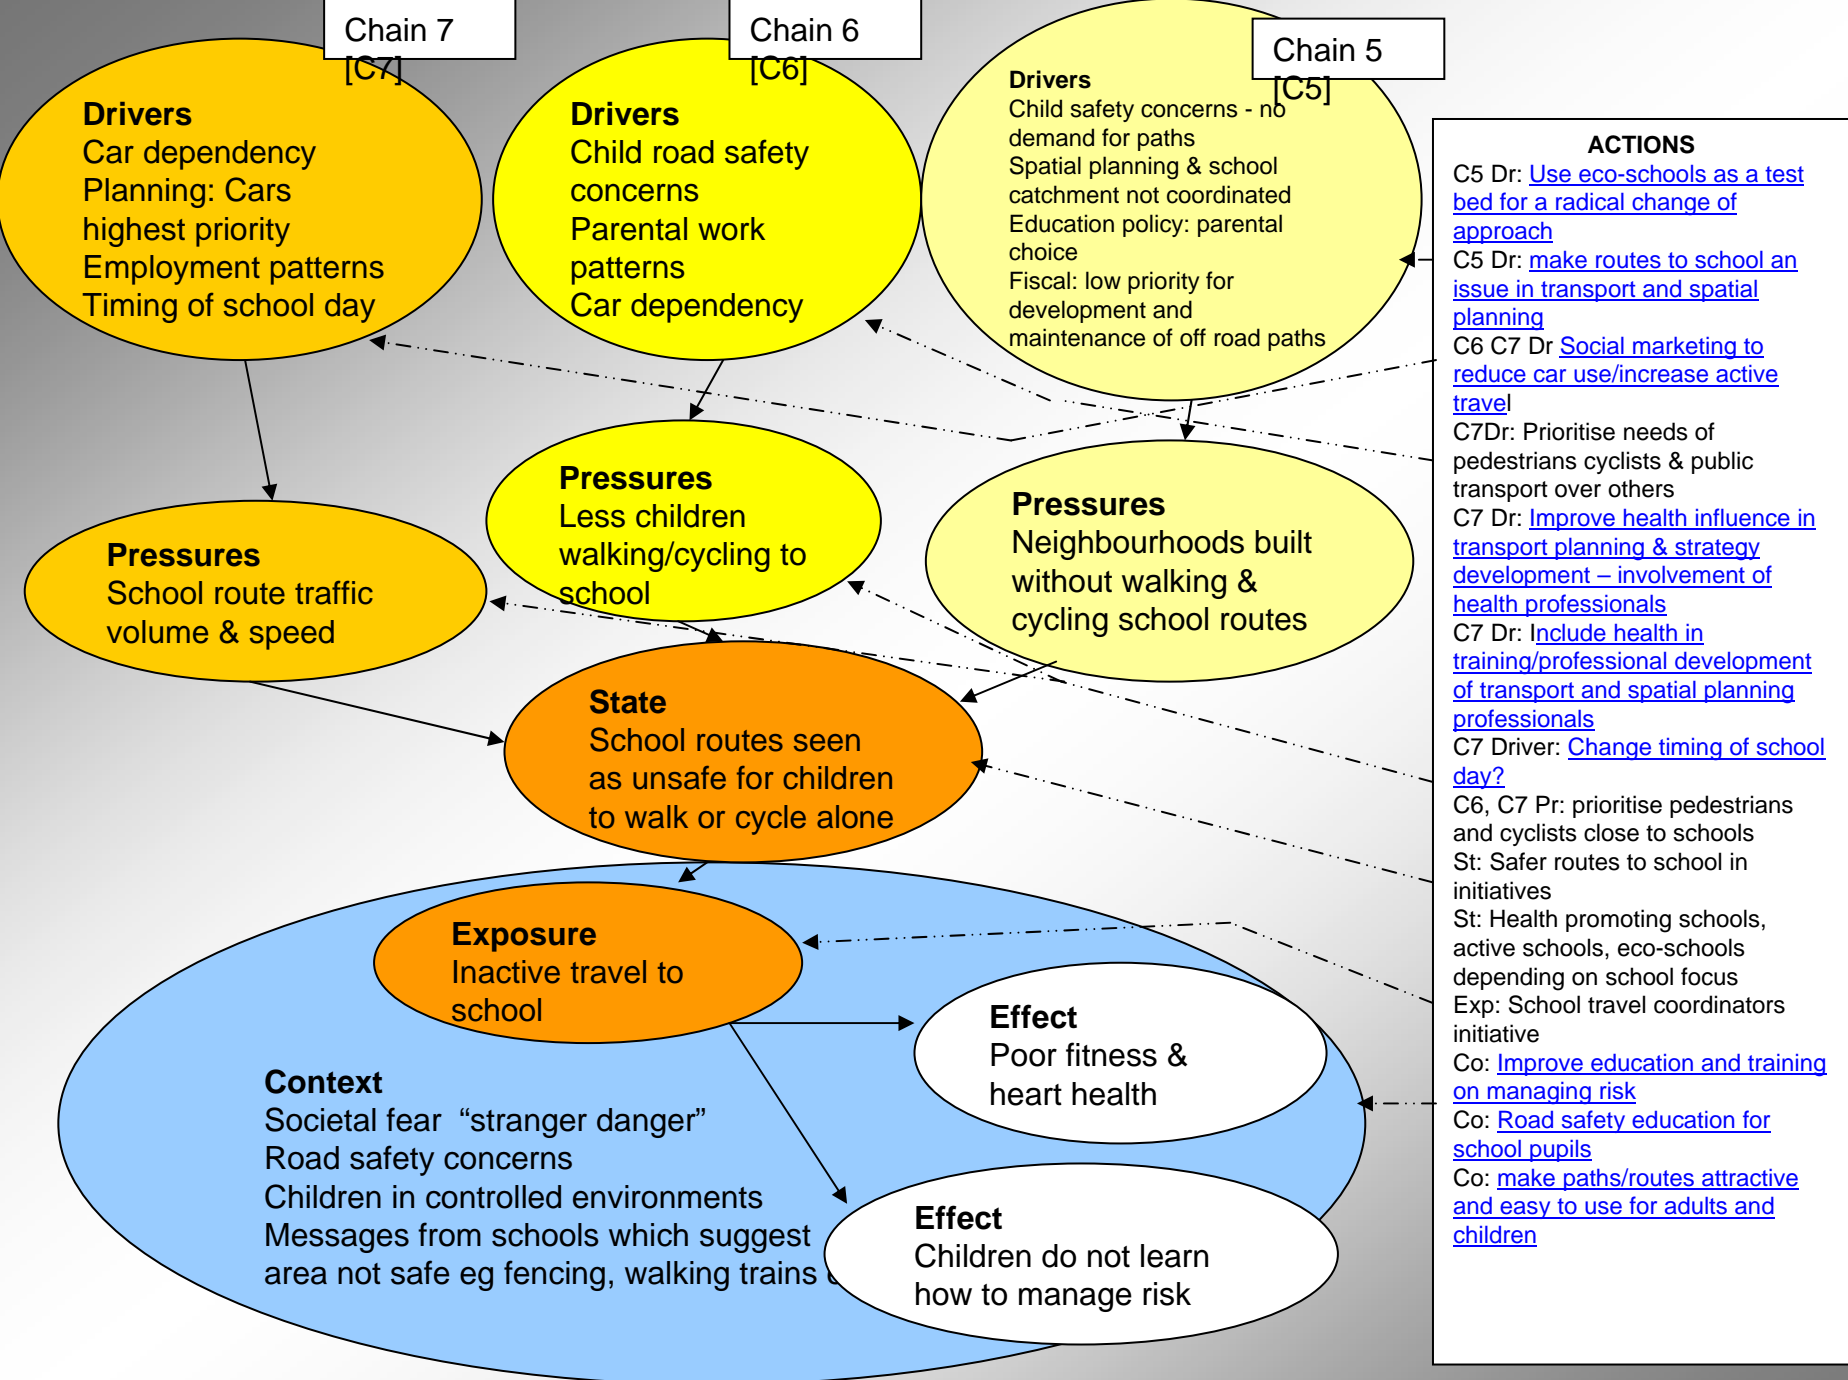 Chain 7
[C7]
Drivers
Car dependency
Planning: Cars
highest priority
Employment patterns
Timing of school day
Chain 6
[C6]
Drivers
Child road safety
concerns
Parental work
patterns
Car dependency
Chain 5
[C5]
Drivers
Child safety concerns - no
demand for paths
Spatial planning & school
catchment not coordinated
Education policy: parental
choice
Fiscal: low priority for
development and
maintenance of off road paths
Pressures
School route traffic
volume & speed
Pressures
Less children
walking/cycling to
school
Pressures
Neighbourhoods built
without walking &
cycling school routes
State
School routes seen
as unsafe for children
to walk or cycle alone
Exposure
Inactive travel to
school
Effect
Poor fitness &
heart health
Context
Societal fear “stranger danger”
Road safety concerns
Children in controlled environments
Messages from schools which suggest
area not safe eg fencing, walking trains
Effect
Children do not learn
how to manage risk
ACTIONS
C5 Dr: Use eco-schools as a test
bed for a radical change of
approach
C5 Dr: make routes to school an
issue in transport and spatial
planning
C6 C7 Dr Social marketing to
reduce car use/increase active
travel
C7Dr: Prioritise needs of
pedestrians cyclists & public
transport over others
C7 Dr: Improve health influence in
transport planning & strategy
development – involvement of
health professionals
C7 Dr: Include health in
training/professional development
of transport and spatial planning
professionals
C7 Driver: Change timing of school
day?
C6, C7 Pr: prioritise pedestrians
and cyclists close to schools
St: Safer routes to school in
initiatives
St: Health promoting schools,
active schools, eco-schools
depending on school focus
Exp: School travel coordinators
initiative
Co: Improve education and training
on managing risk
Co: Road safety education for
school pupils
Co: make paths/routes attractive
and easy to use for adults and
children